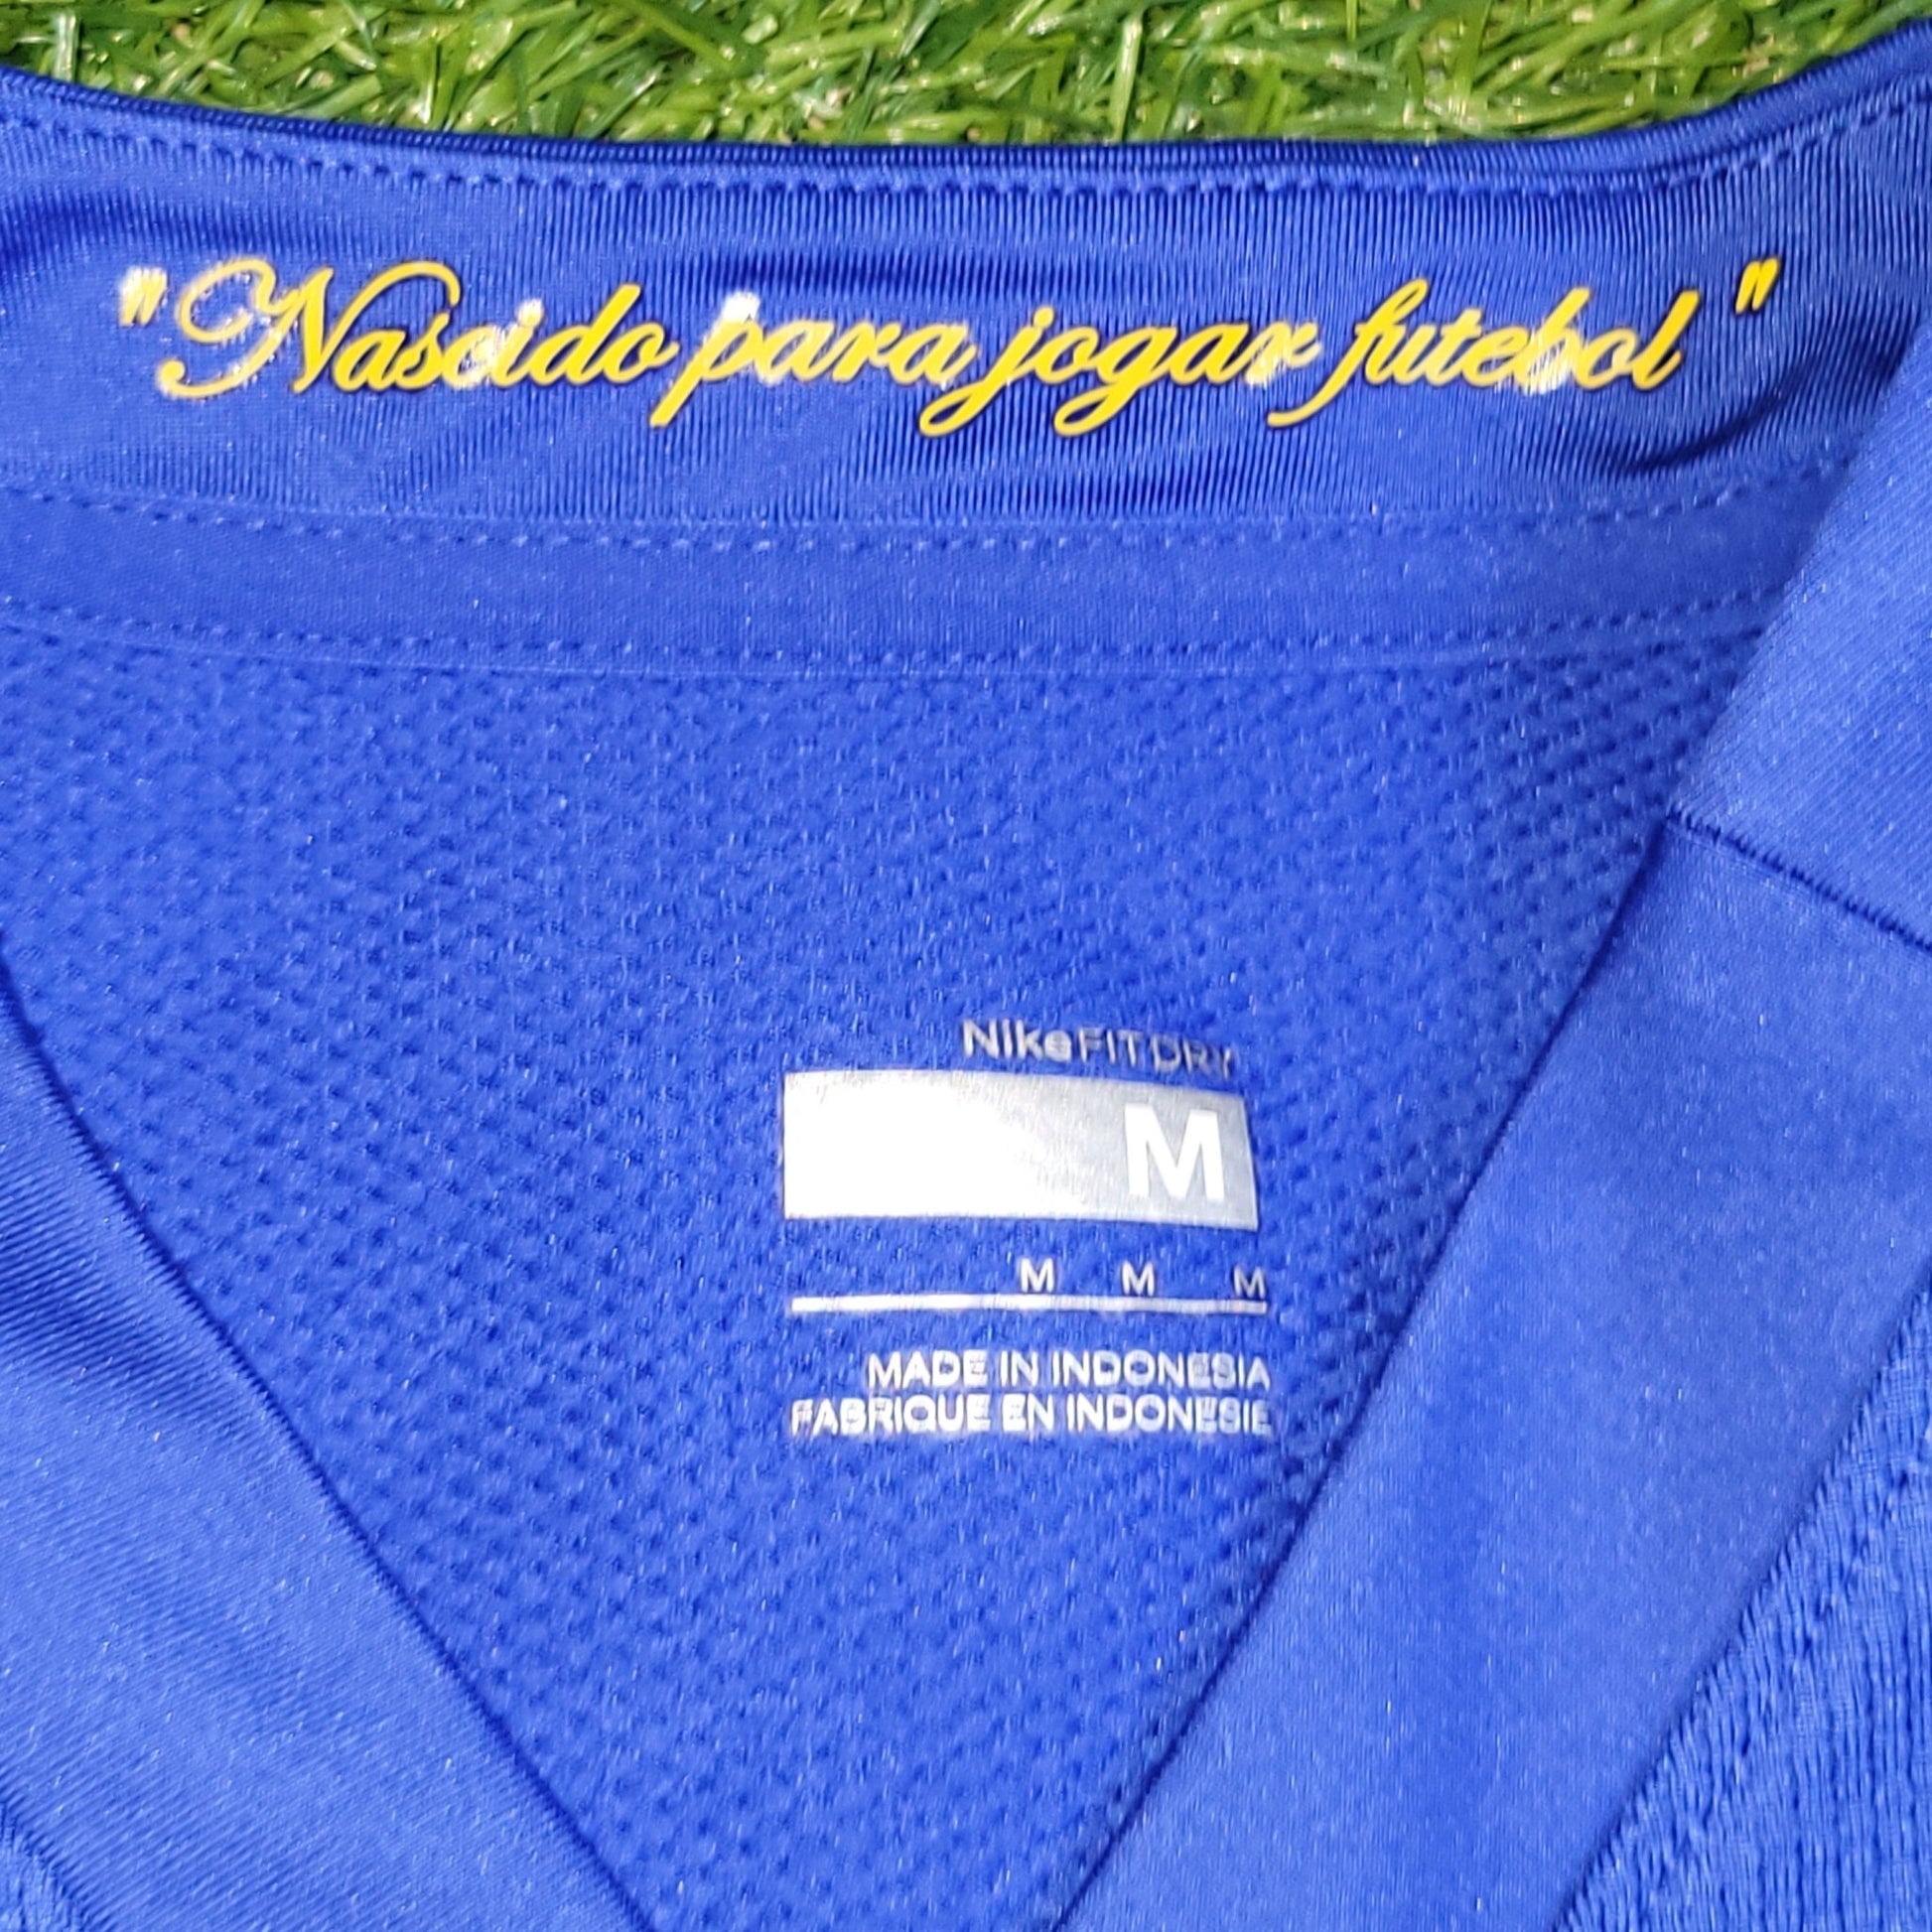 "Nascido para jogar futebol"
NikeFITDRY
M
M M M
MADE IN INDONESIA
FABRIQUE EN INDONESIE